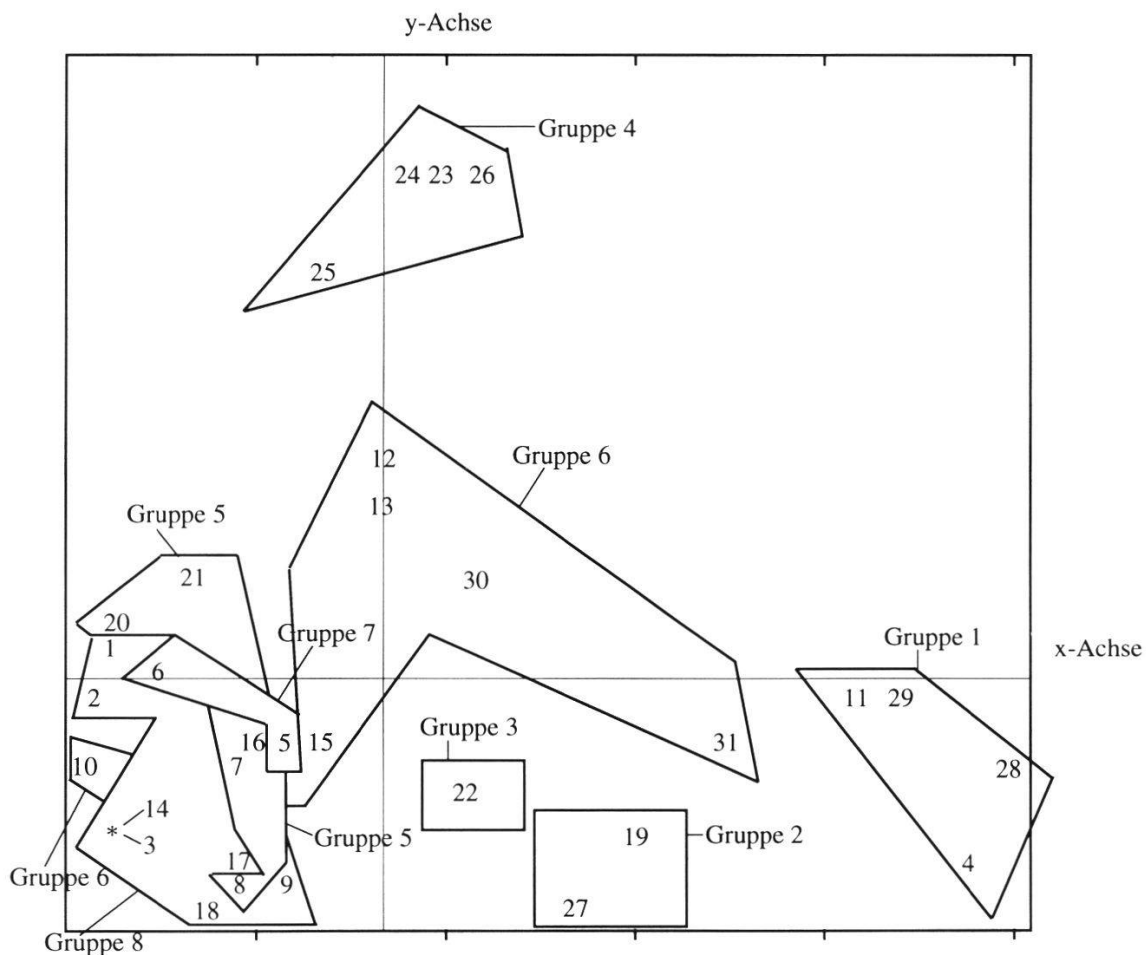 y-Achse
Gruppe 4
24 23 26
25
12
Gruppe 6
13
Gruppe 5
21
30
20
Gruppe 7
1
Gruppe 1
x-Achse
6
2
11 29
16 5 15
31
Gruppe 3
7
10
28
22
14
*
3
19
Gruppe 5
Gruppe 2
17
4
Gruppe 6
8
9
18
27
Gruppe 8